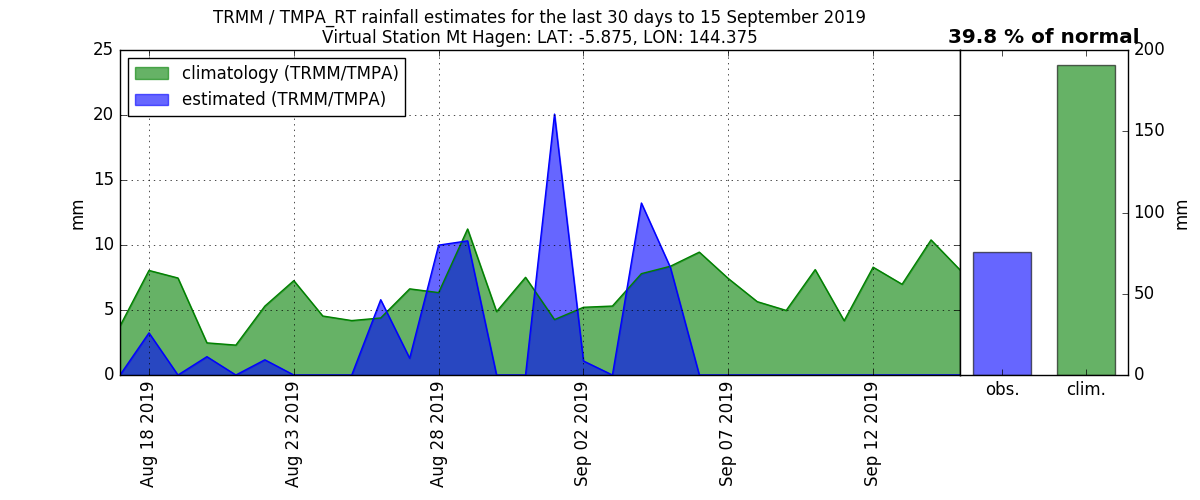 TRMM / TMPA_RT rainfall estimates for the last 30 days to 15 September 2019
Virtual Station Mt Hagen: LAT: -5.875, LON: 144.375
39.8 % of normal
climatology (TRMM/TMPA)
estimated (TRMM/TMPA)
mm
25
20
15
10
5
0
Aug 18 2019
Aug 23 2019
Aug 28 2019
Sep 02 2019
Sep 07 2019
Sep 12 2019
200
150
100
50
0
mm
obs.
clim.